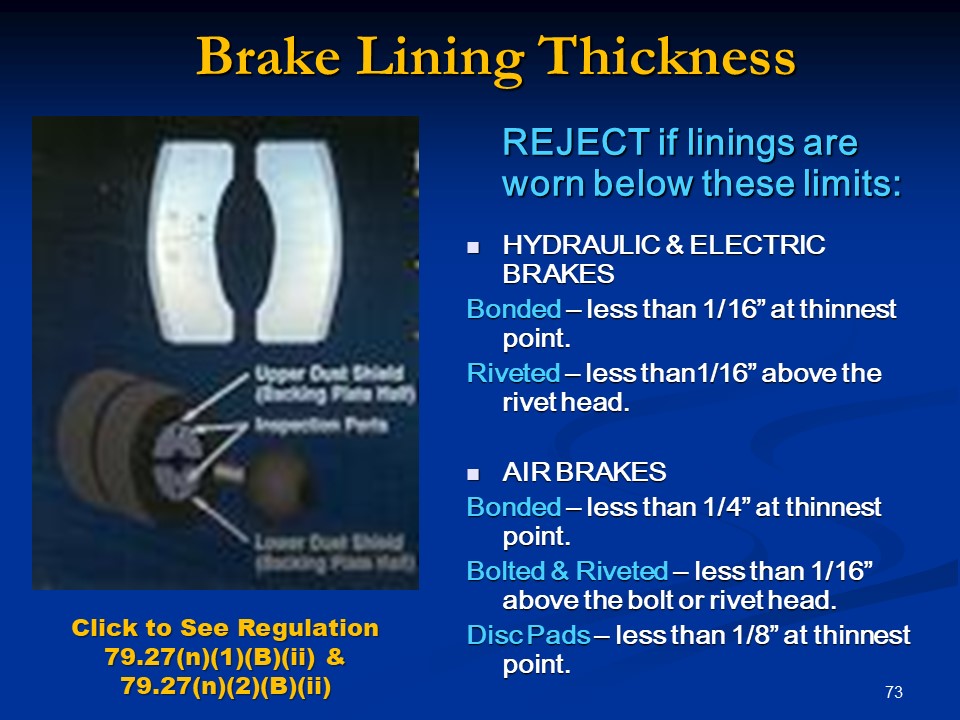 Brake Lining Thickness
Upper Dust Shield
(Backing Plate Half)
Inspection Ports
Lower Dust Shield
(Backing Plate Half)
Click to See Regulation
79.27(n)(1)(B)(ii) &
79.27(n)(2)(B)(ii)
REJECT if linings are
worn below these limits:
HYDRAULIC & ELECTRIC
BRAKES
Bonded – less than 1/16” at thinnest
point.
Riveted – less than1/16” above the
rivet head.
AIR BRAKES
Bonded – less than 1/4” at thinnest
point.
Bolted & Riveted – less than 1/16”
above the bolt or rivet head.
Disc Pads – less than 1/8” at thinnest
point.
73